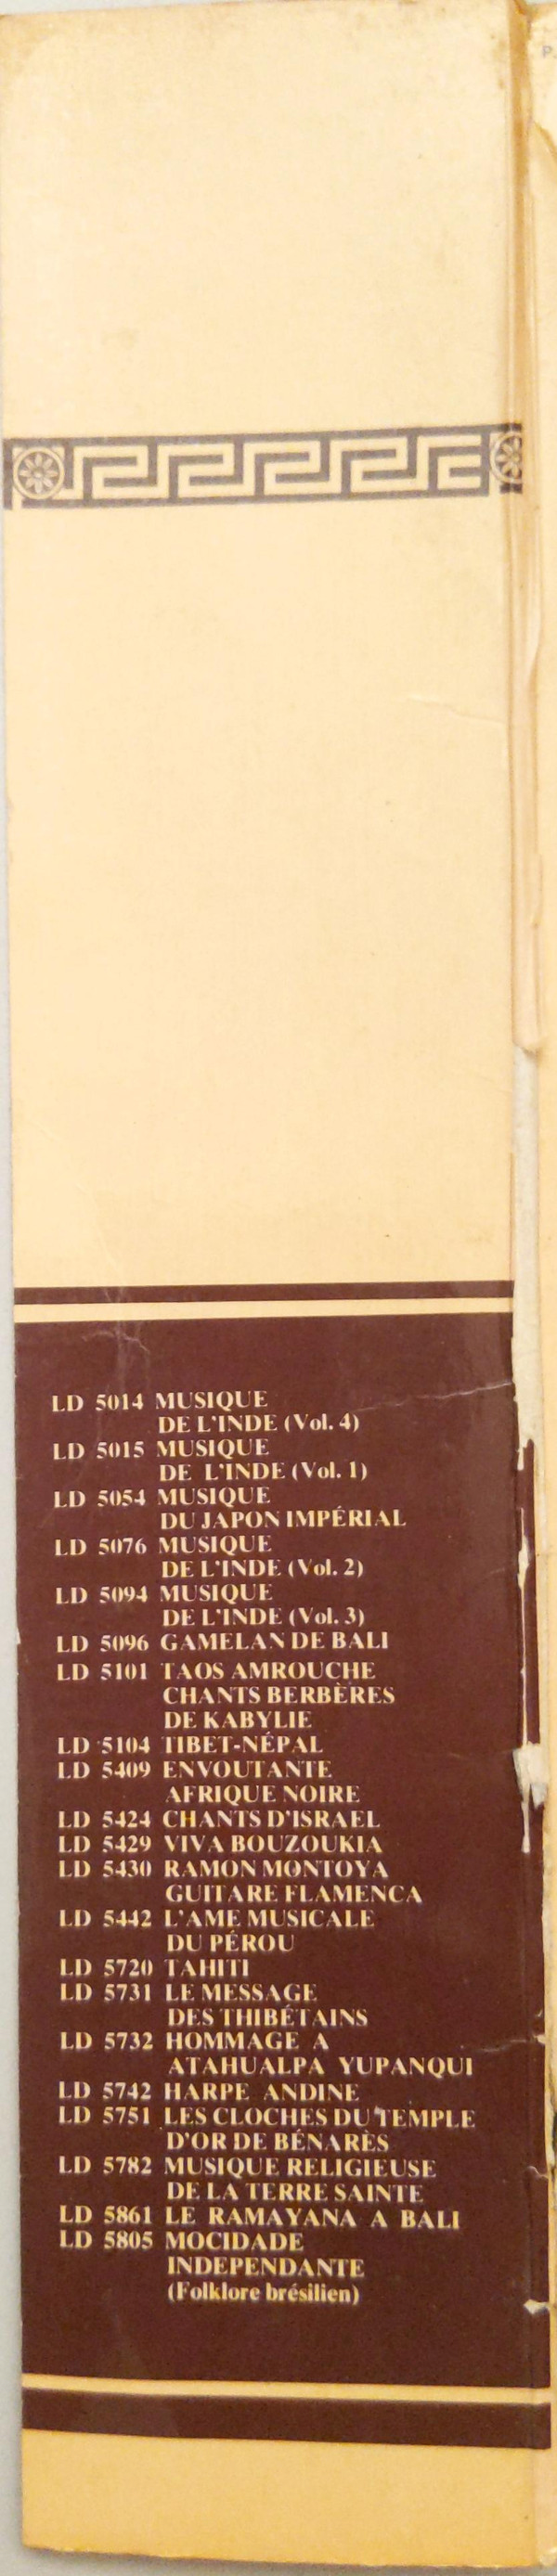 LD 5014 MUSIQUE
DE L'INDE (Vol. 4)
LD 5015 MUSIQUE
DE L'INDE (Vol. 1)
LD 5054 MUSIQUE
DU JAPON IMPÉRIAL
LD 5076 MUSIQUE
DE L'INDE (Vol. 2)
LD 5094 MUSIQUE
DE L'INDE (Vol. 3)
LD 5096 GAMELAN DE BALI
LD 5101 TAOS AMROUCHE
CHANTS BERBÈRES
DE KABYLIE
LD 5104 TIBET-NÉPAL
LD 5409 ENVOUTANTE
AFRIQUE NOIRE
LD 5424 CHANTS D'ISRAEL
LD 5429 VIVA BOUZOUKIA
LD 5430 RAMON MONTOYA
GUITARE FLAMENCA
LD 5442 L'AME MUSICALE
DU PÉROU
LD 5720 TAHITI
LD 5731 LE MESSAGE
DES THIBÉTAINS
LD 5732 HOMMAGE A
ATAHUALPA YUPANQUI
LD 5742 HARPE ANDINE
LD 5751 LES CLOCHES DU TEMPLE
D'OR DE BÉNARÈS
LD 5782 MUSIQUE RELIGIEUSE
DE LA TERRE SAINTE
LD 5861 LE RAMAYANA A BALI
LD 5805 MOCIDADE
INDEPENDANTE
(Folklore brésilien)